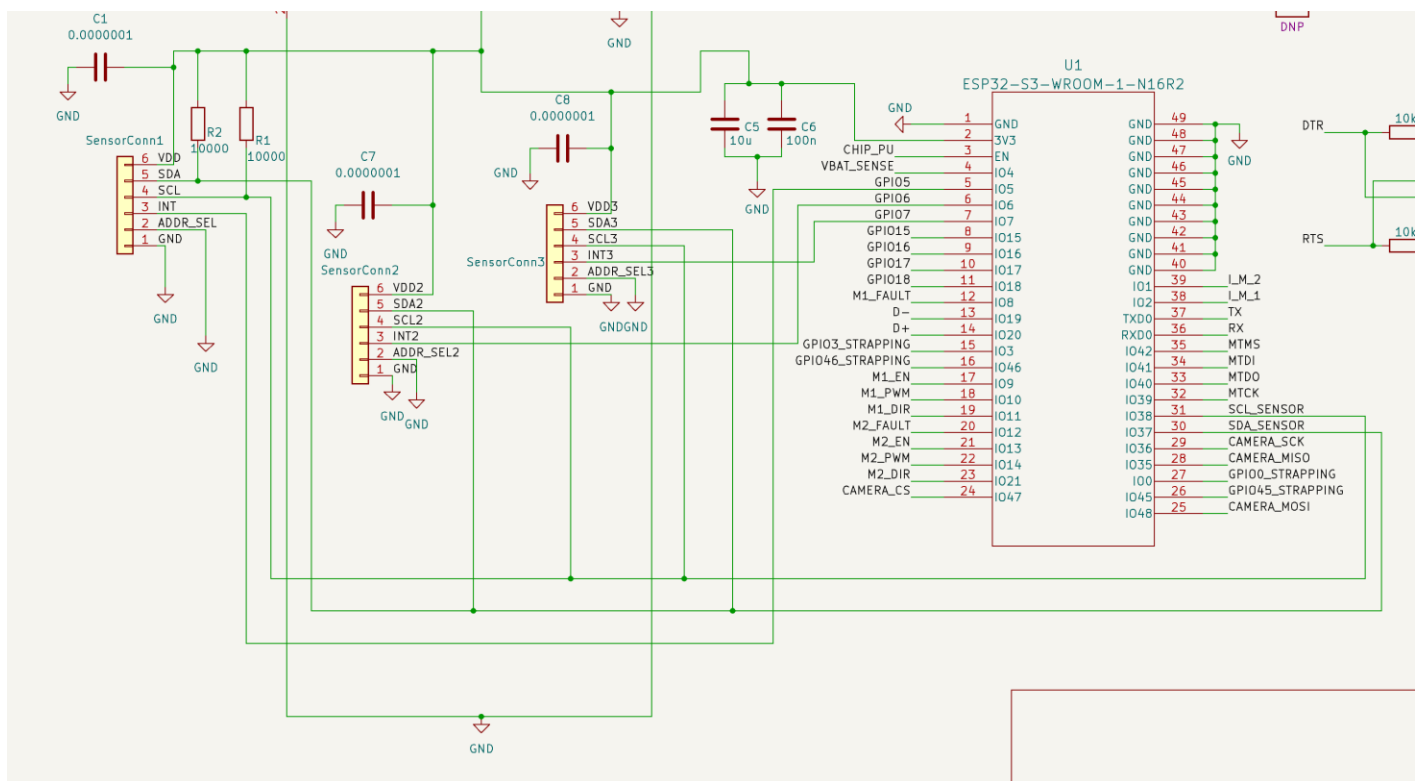 C1
0.0000001
GND
R2
10000
R1
10000
SensorConn1
6 VDD
5 SDA
4 SCL
3 INT
2 ADDR_SEL
1 GND
GND
GND
C7
0.0000001
GND
SensorConn2
6 VDD2
5 SDA2
4 SCL2
3 INT2
2 ADDR_SEL2
1 GND
GND
GND
GND
C8
0.0000001
GND
SensorConn3
6 VDD3
5 SDA3
4 SCL3
3 INT3
2 ADDR_SEL3
1 GND
GND
GND
C5
10u
C6
100n
GND
DNP
U1
ESP32-S3-WROOM-1-N16R2
GND 1 GND
2 3V3
CHIP_PU 3 EN
VBAT_SENSE 4 IO4
GPIO5 5 IO5
GPIO6 6 IO6
GPIO7 7 IO7
GPIO15 8 IO15
GPIO16 9 IO16
GPIO17 10 IO17
GPIO18 11 IO18
M1_FAULT 12 IO8
D- 13 IO19
D+ 14 IO20
GPIO3_STRAPPING 15 IO3
GPIO46_STRAPPING 16 IO46
M1_EN 17 IO9
M1_PWM 18 IO10
M1_DIR 19 IO11
M2_FAULT 20 IO12
M2_EN 21 IO13
M2_PWM 22 IO14
M2_DIR 23 IO21
CAMERA_CS 24 IO47
GND 49
GND 48
GND 47
GND 46
GND 45
GND 44
GND 43
GND 42
GND 41
GND 40
GND
IO1 39 I_M_2
IO2 38 I_M_1
TXD0 37 TX
RXD0 36 RX
IO42 35 MTMS
IO41 34 MTDI
IO40 33 MTDO
IO39 32 MTCK
IO38 31 SCL_SENSOR
IO37 30 SDA_SENSOR
IO36 29 CAMERA_SCK
IO35 28 CAMERA_MISO
IO0 27 GPIO0_STRAPPING
IO45 26 GPIO45_STRAPPING
IO48 25 CAMERA_MOSI
DTR
10k
RTS
10k
GND